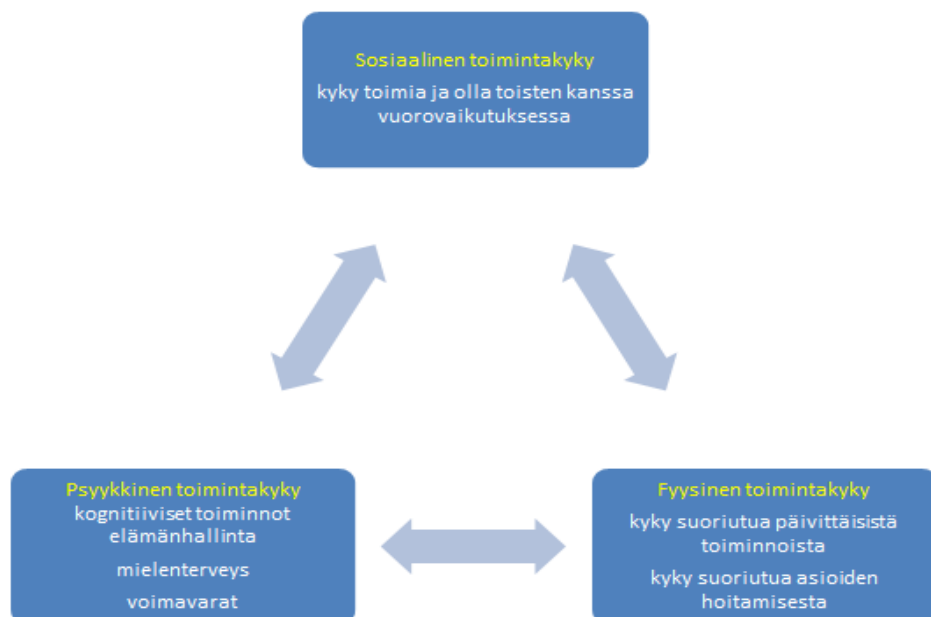 Sosiaalinen toimintakyky
kyky toimia ja olla toisten kanssa
vuorovaikutuksessa
Psyykkinen toimintakyky
kognitiiviset toiminnot
elämänhallinta
mielenterveys
voimavarat
Fyysinen toimintakyky
kyky suoriutua päivittäisistä
toiminnoista
kyky suoriutua asioiden
hoitamisesta